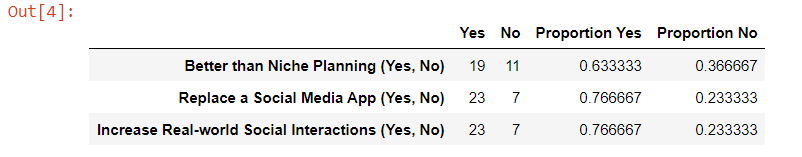 Out[4]:
Yes No Proportion Yes Proportion No
Better than Niche Planning (Yes, No) 19 11 0.633333 0.366667
Replace a Social Media App (Yes, No) 23 7 0.766667 0.233333
Increase Real-world Social Interactions (Yes, No) 23 7 0.766667 0.233333